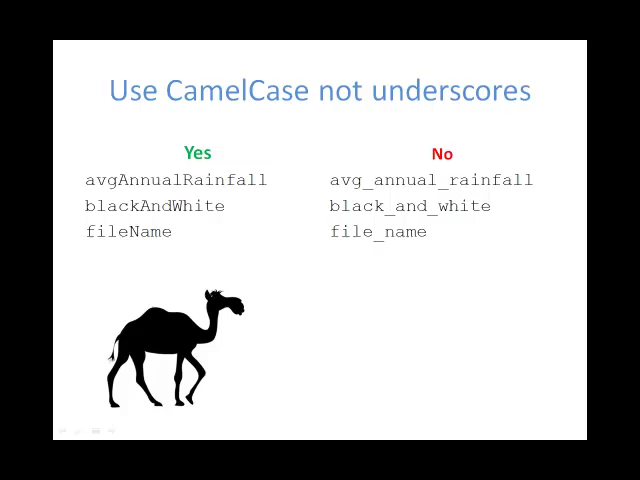 Use CamelCase not underscores
Yes
No
avgAnnualRainfall
avg_annual_rainfall
blackAndWhite
black_and_white
fileName
file_name